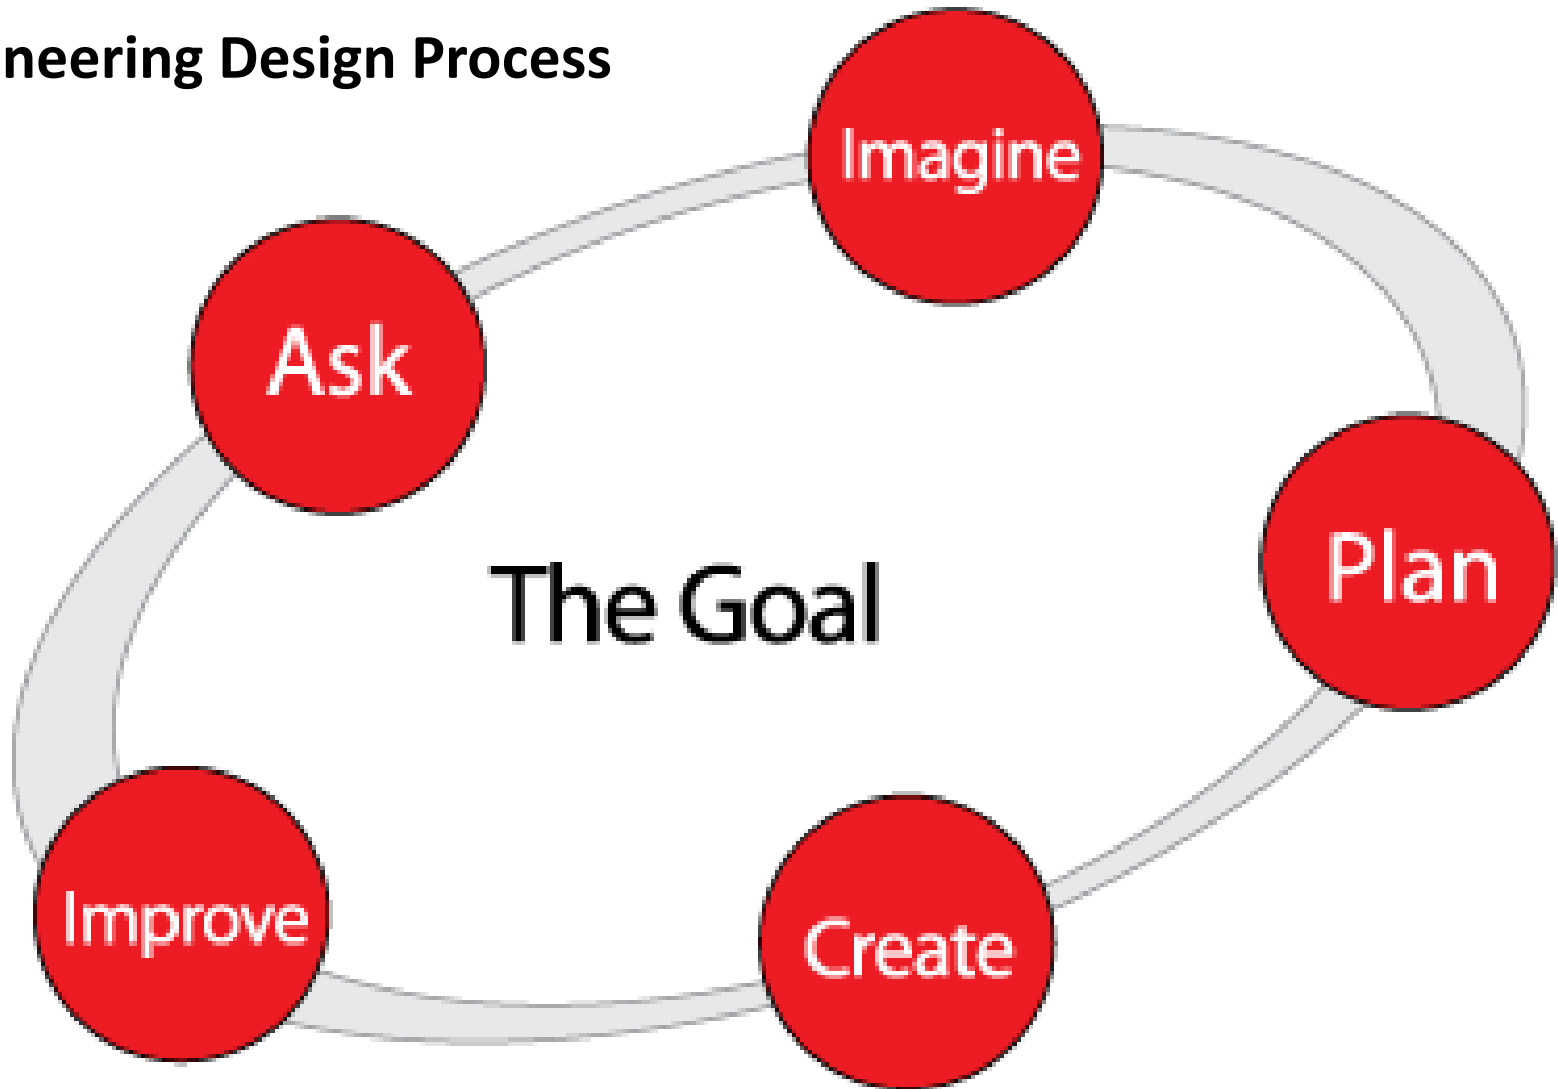 neering Design Process
Imagine
Ask
Plan
The Goal
Improve
Create